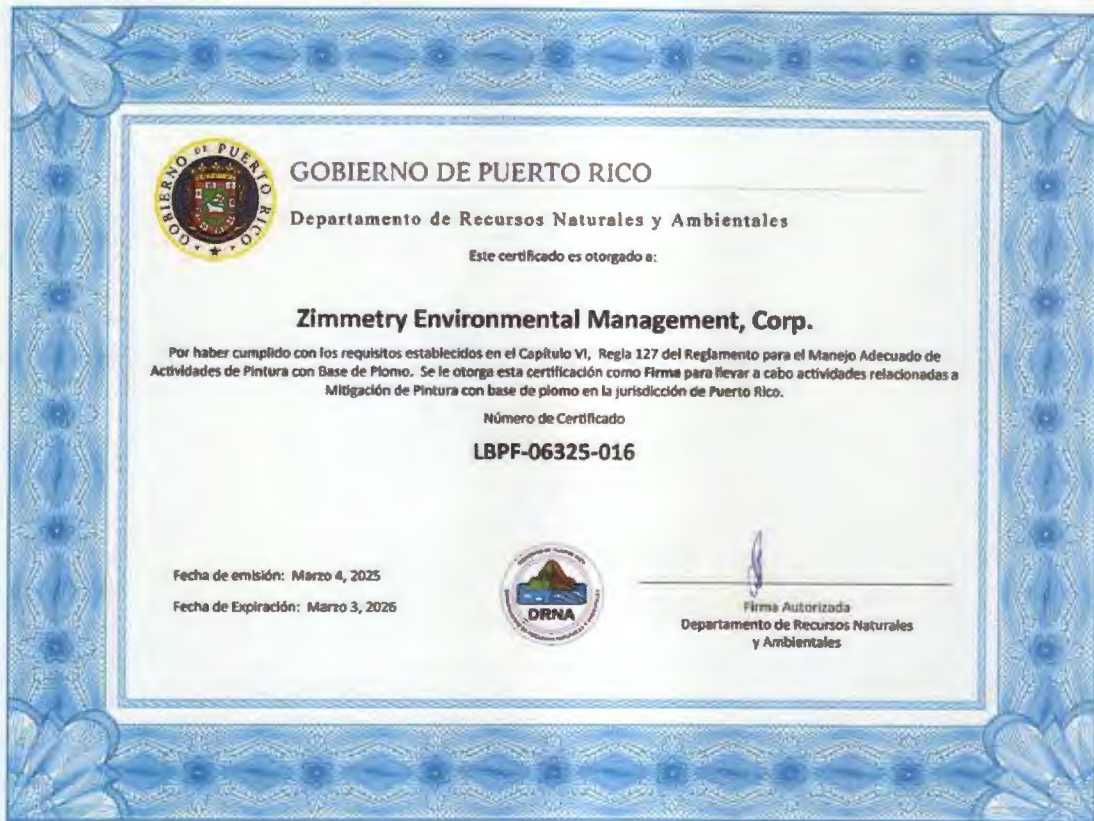 GOBIERNO DE PUERTO RICO
GOBIERNO DE PUERTO RICO
Departamento de Recursos Naturales y Ambientales
Este certificado es otorgado a:
Zimmetry Environmental Management, Corp.
Por haber cumplido con los requisitos establecidos en el Capítulo VI, Regla 127 del Reglamento para el Manejo Adecuado de
Actividades de Pintura con Base de Plomo. Se le otorga esta certificación como Firma para llevar a cabo actividades relacionadas a
Mitigación de Pintura con base de plomo en la jurisdicción de Puerto Rico.
Número de Certificado
LBPF-06325-016
Fecha de emisión: Marzo 4, 2025
Fecha de Expiración: Marzo 3, 2026
DRNA
Firma Autorizada
Departamento de Recursos Naturales
y Ambientales